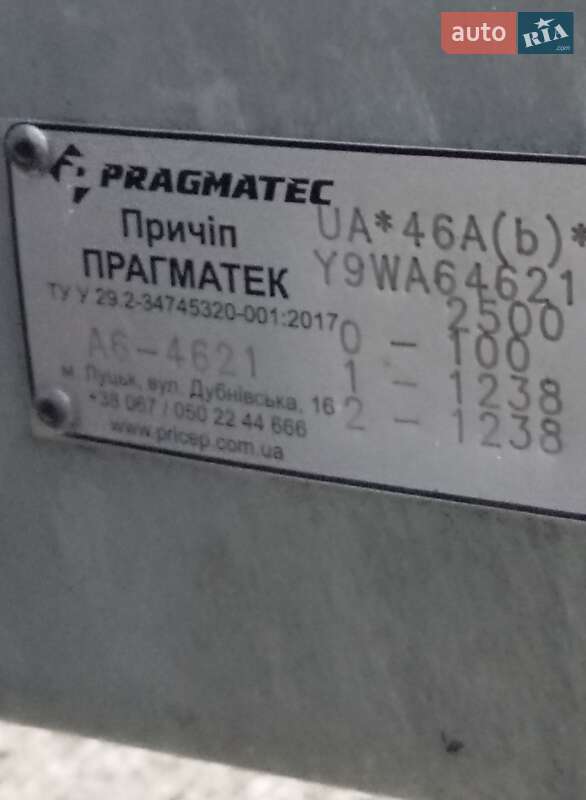 auto RIA .com
PRAGMATEC
Причіп
ПРАГМАТЕК
ТУ У 29.2-34745320-001:2017
А6-4621
м. Луцьк, вул. Дубнівська, 16
+38 067 / 050 22 44 666
www.pricep.com.ua
UA*46A(b)*
Y9WA64621
2500
0 - 100
1 - 1238
2 - 1238